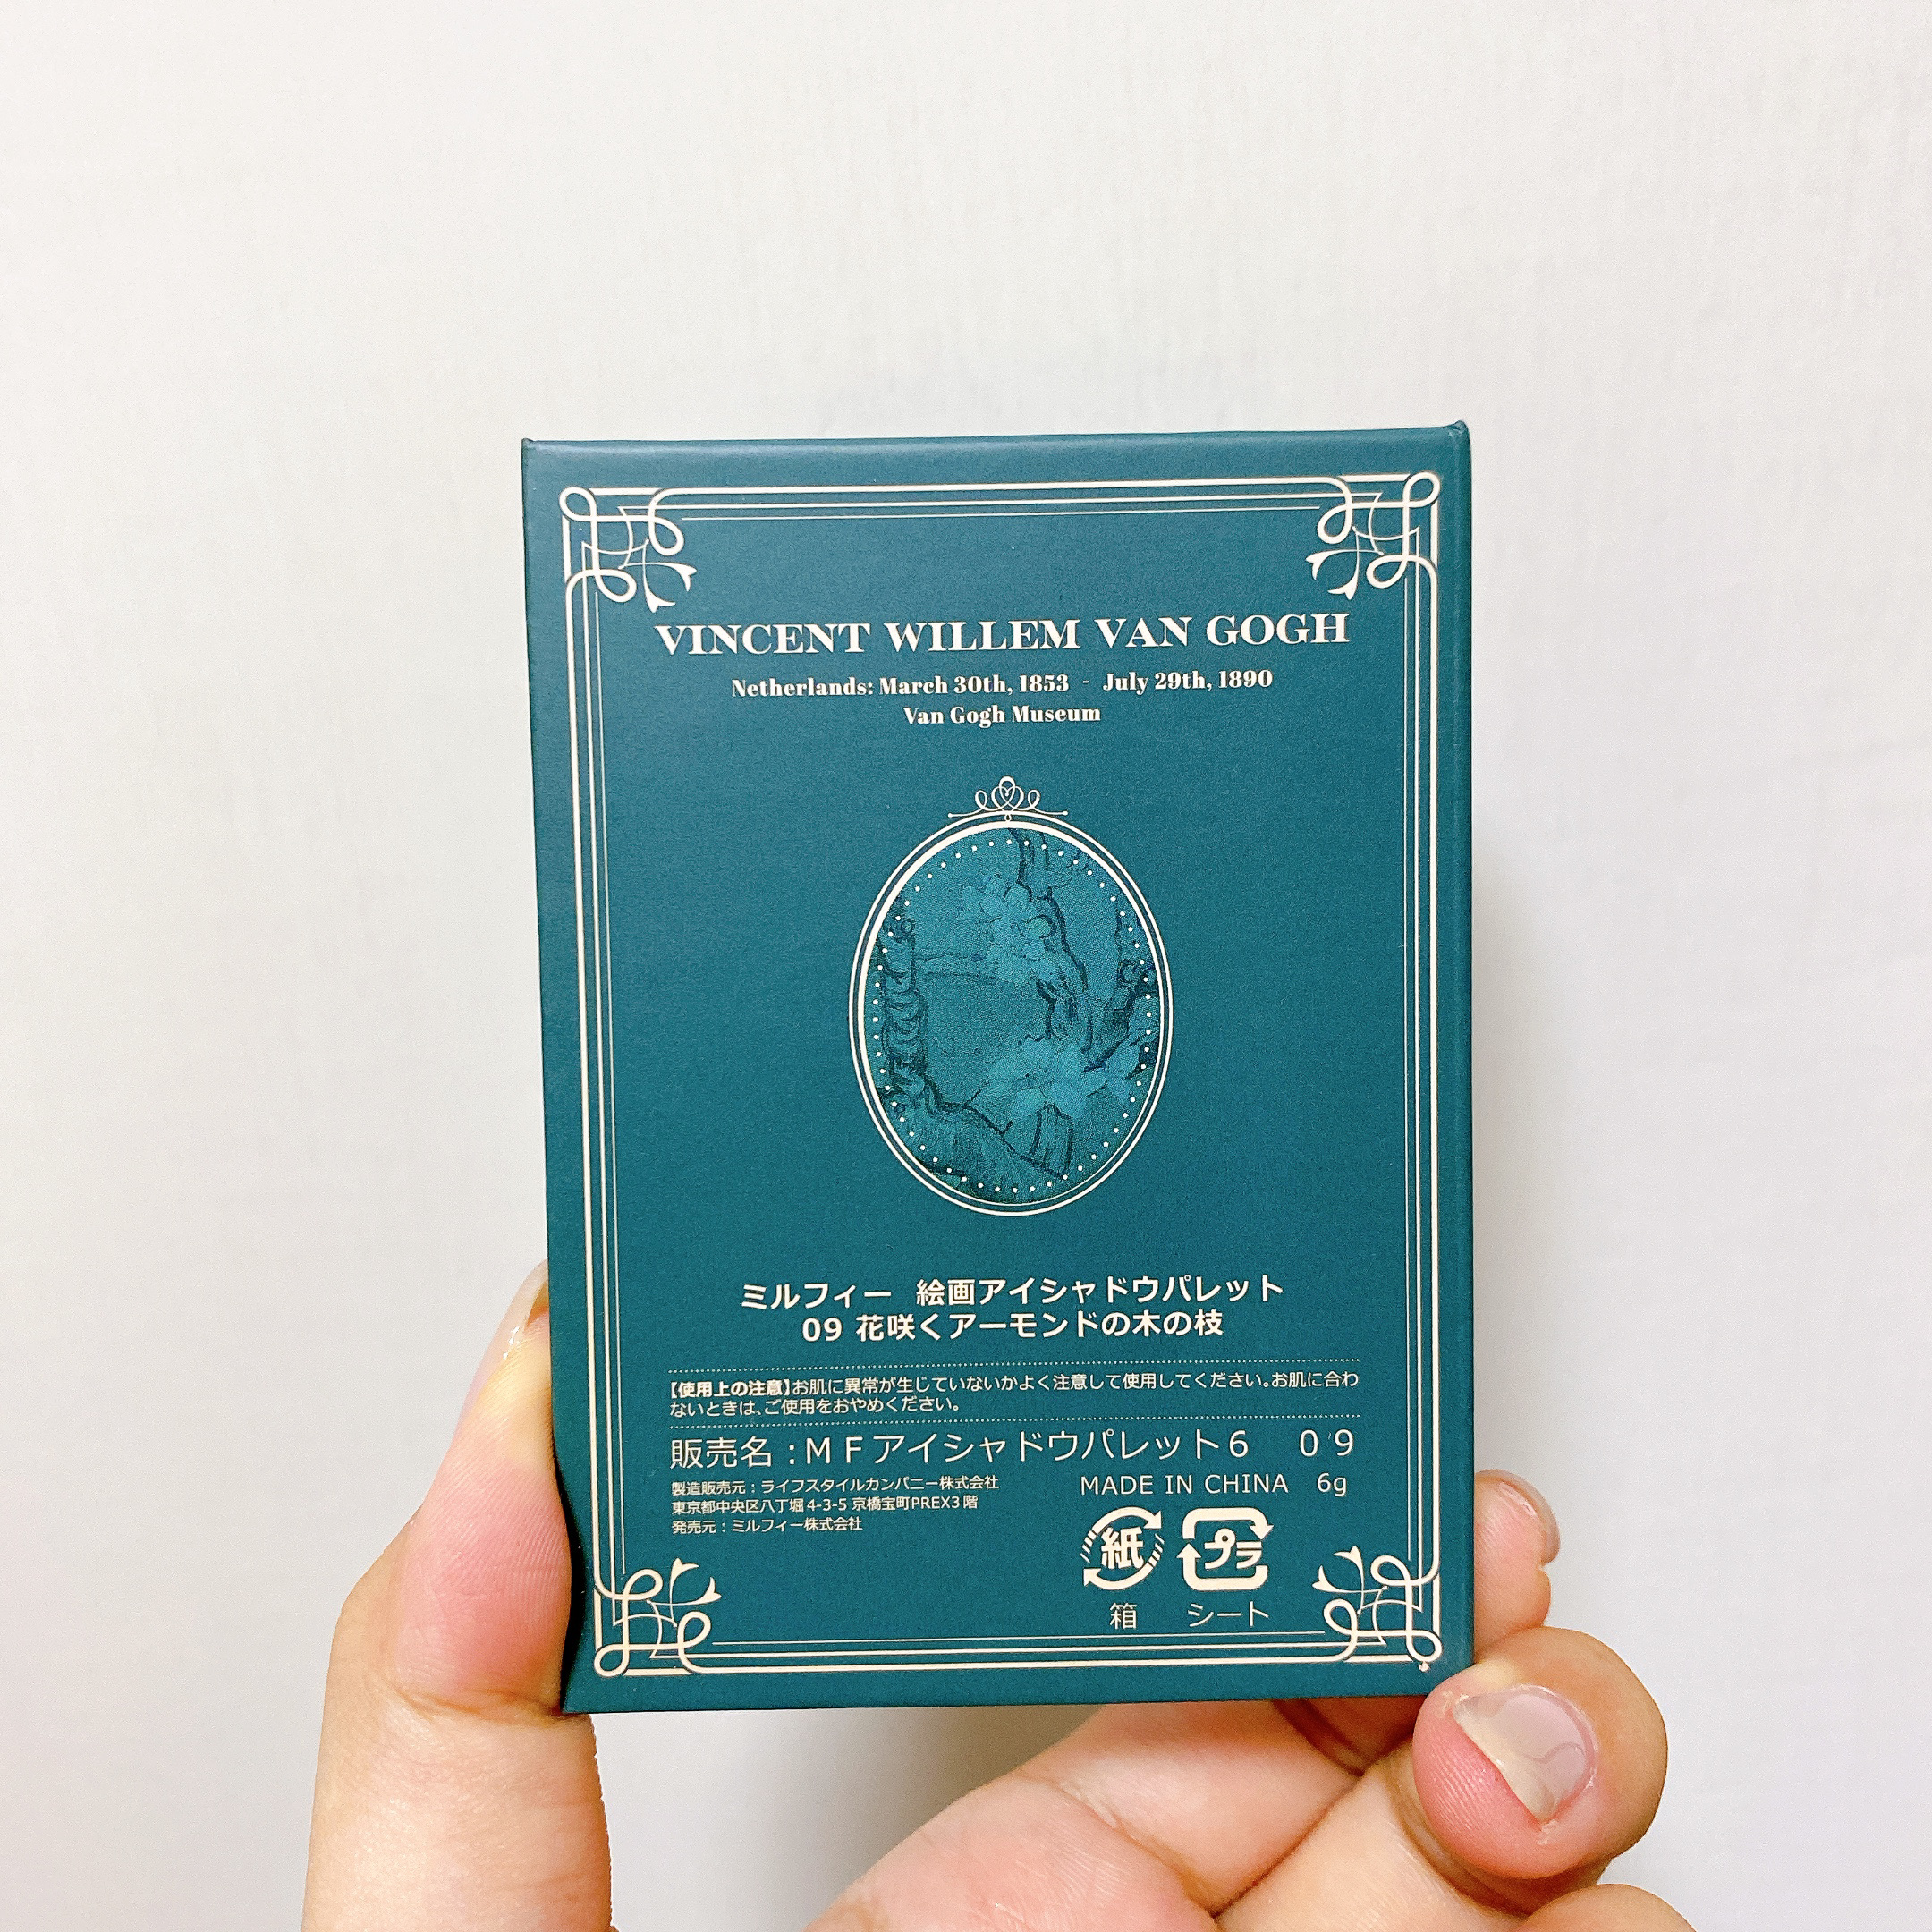 VINCENT WILLEM VAN GOGH
Netherlands: March 30th, 1853 - July 29th, 1890
Van Gogh Museum
ミルフィー 絵画アイシャドウパレット
09 花咲くアーモンドの木の枝
【使用上の注意】お肌に異常が生じていないかよく注意して使用してください。お肌に合わ
ないときは、ご使用をおやめください。
販売名：ＭＦアイシャドウパレット６　０９
製造販売元：ライフスタイルカンパニー株式会社
東京都中央区八丁堀4-3-5 京橋宝町PREX3階
発売元：ミルフィー株式会社
MADE IN CHINA 6g
紙 プラ
箱 シート